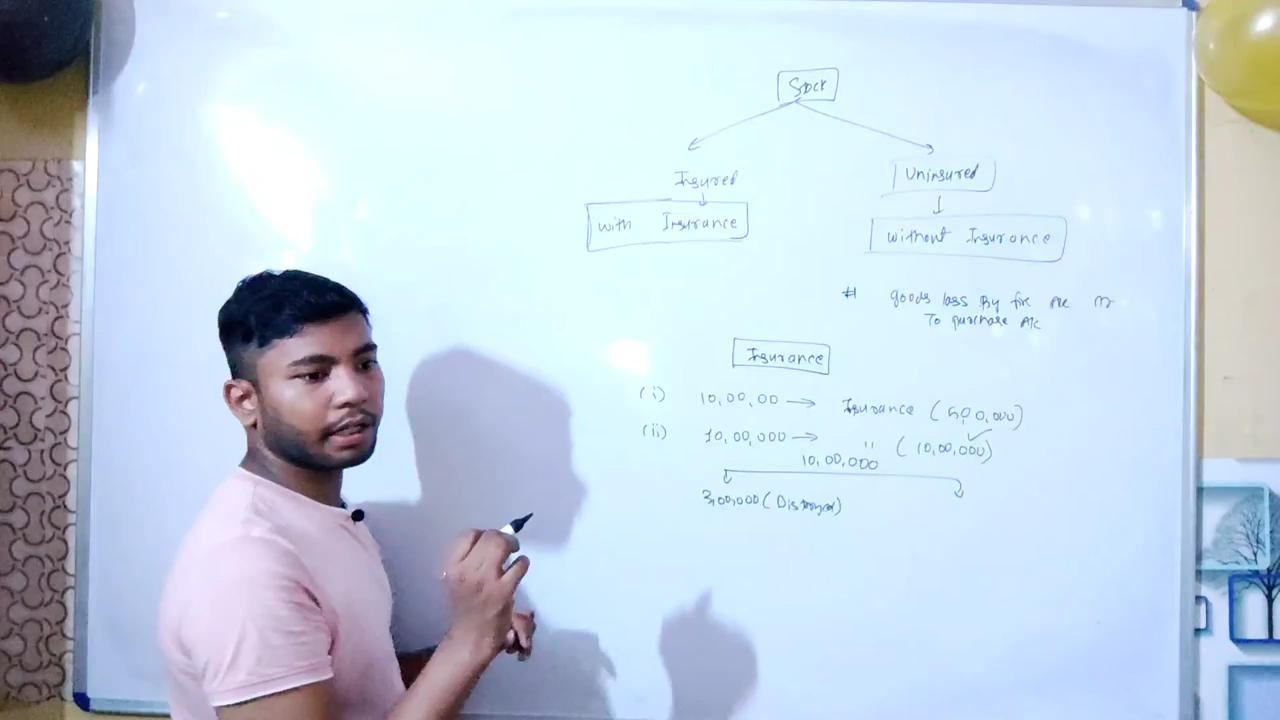 Stock
Insured
Uninsured
with Insurance
without Insurance
# goods loss By fire A/c Dr
To purchase A/c
Insurance
(i) 10,00,00 → Insurance (5,00,000)
(ii) 10,00,000 → " (10,00,000) ✓
10,00,000
3,00,000 (Distroyed)